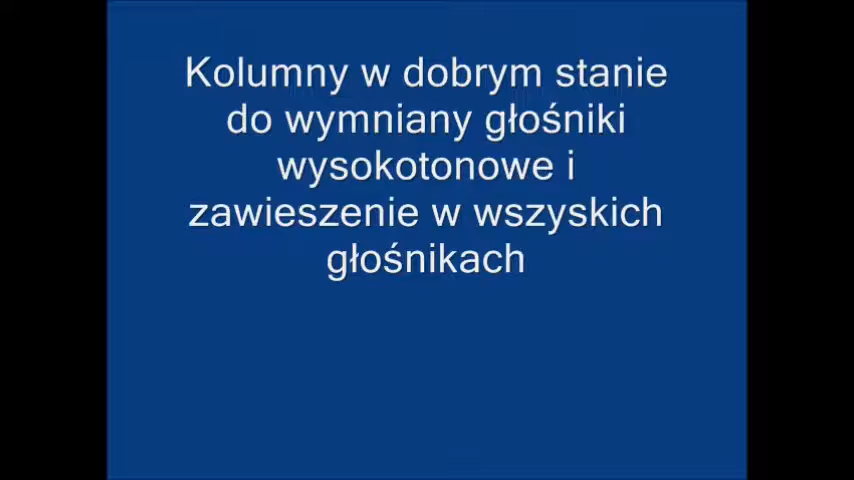 Kolumny w dobrym stanie
do wymniany głośniki
wysokotonowe i
zawieszenie w wszyskich
głośnikach